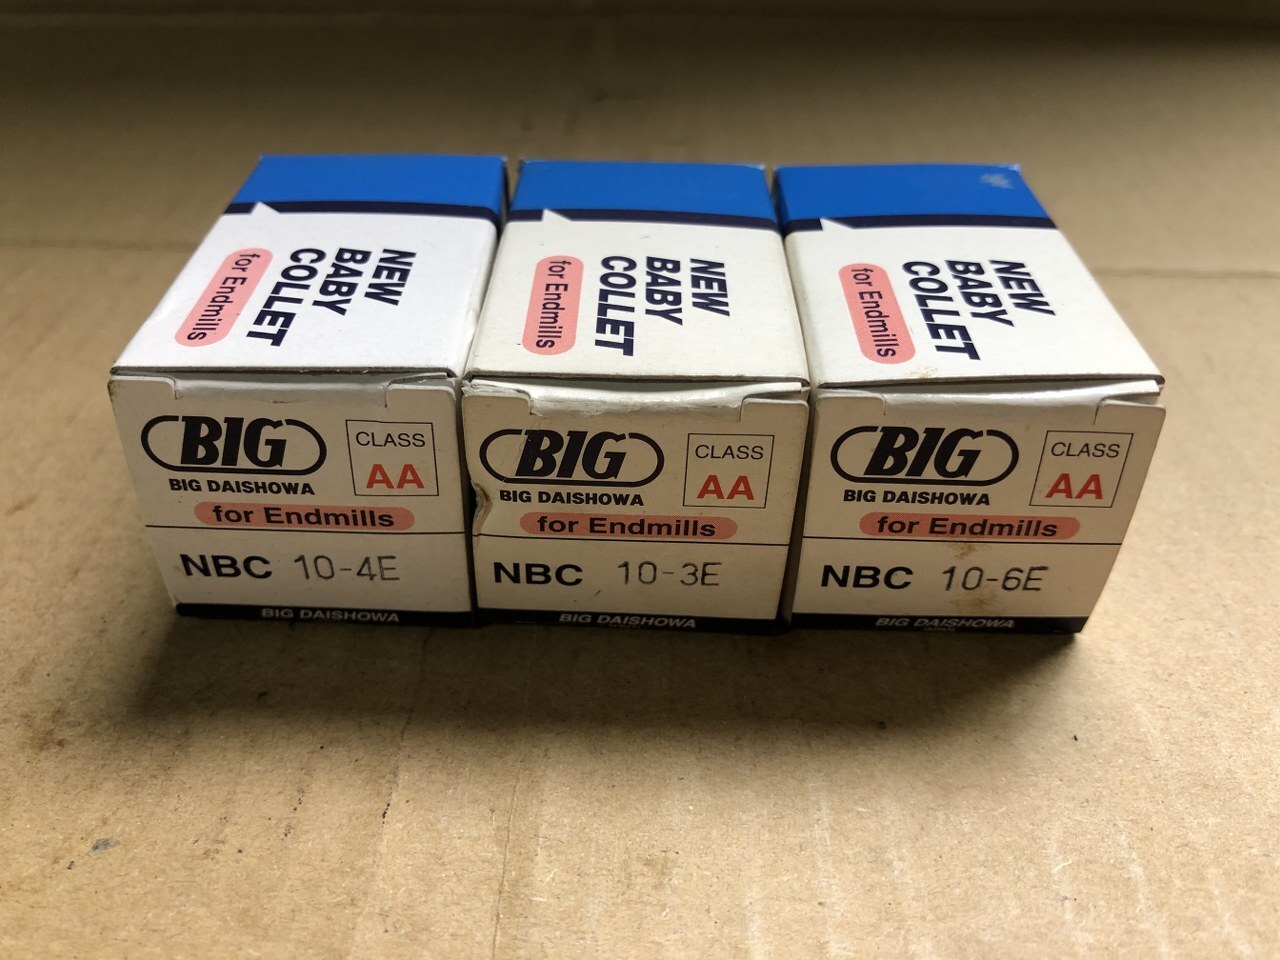 NEW
BABY
COLLET
for Endmills
NEW
BABY
COLLET
for Endmills
NEW
BABY
COLLET
for Endmills
BIG
BIG DAISHOWA
CLASS
AA
for Endmills
NBC 10-4E
BIG DAISHOWA
BIG
BIG DAISHOWA
CLASS
AA
for Endmills
NBC 10-3E
BIG DAISHOWA
BIG
BIG DAISHOWA
CLASS
AA
for Endmills
NBC 10-6E
BIG DAISHOWA